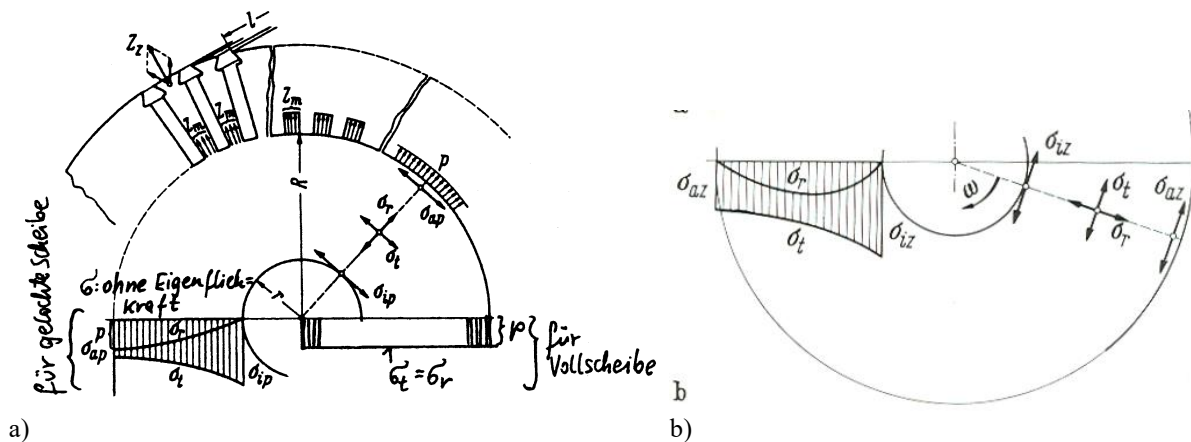 a)
Z_z
l
Z_m
Z_m
Z_m
p
R
σ_r
σ_ap
σ_t
σ_ip
r
σ: ohne Eigenflieh=
kraft
für gelochte Scheibe
p
σ_ap
σ_r
σ_t
σ_ip
σ_t = σ_r
p
für
Vollscheibe
a)
σ_az
σ_r
σ_t
σ_iz
ω
σ_iz
σ_t
σ_r
σ_az
b
b)